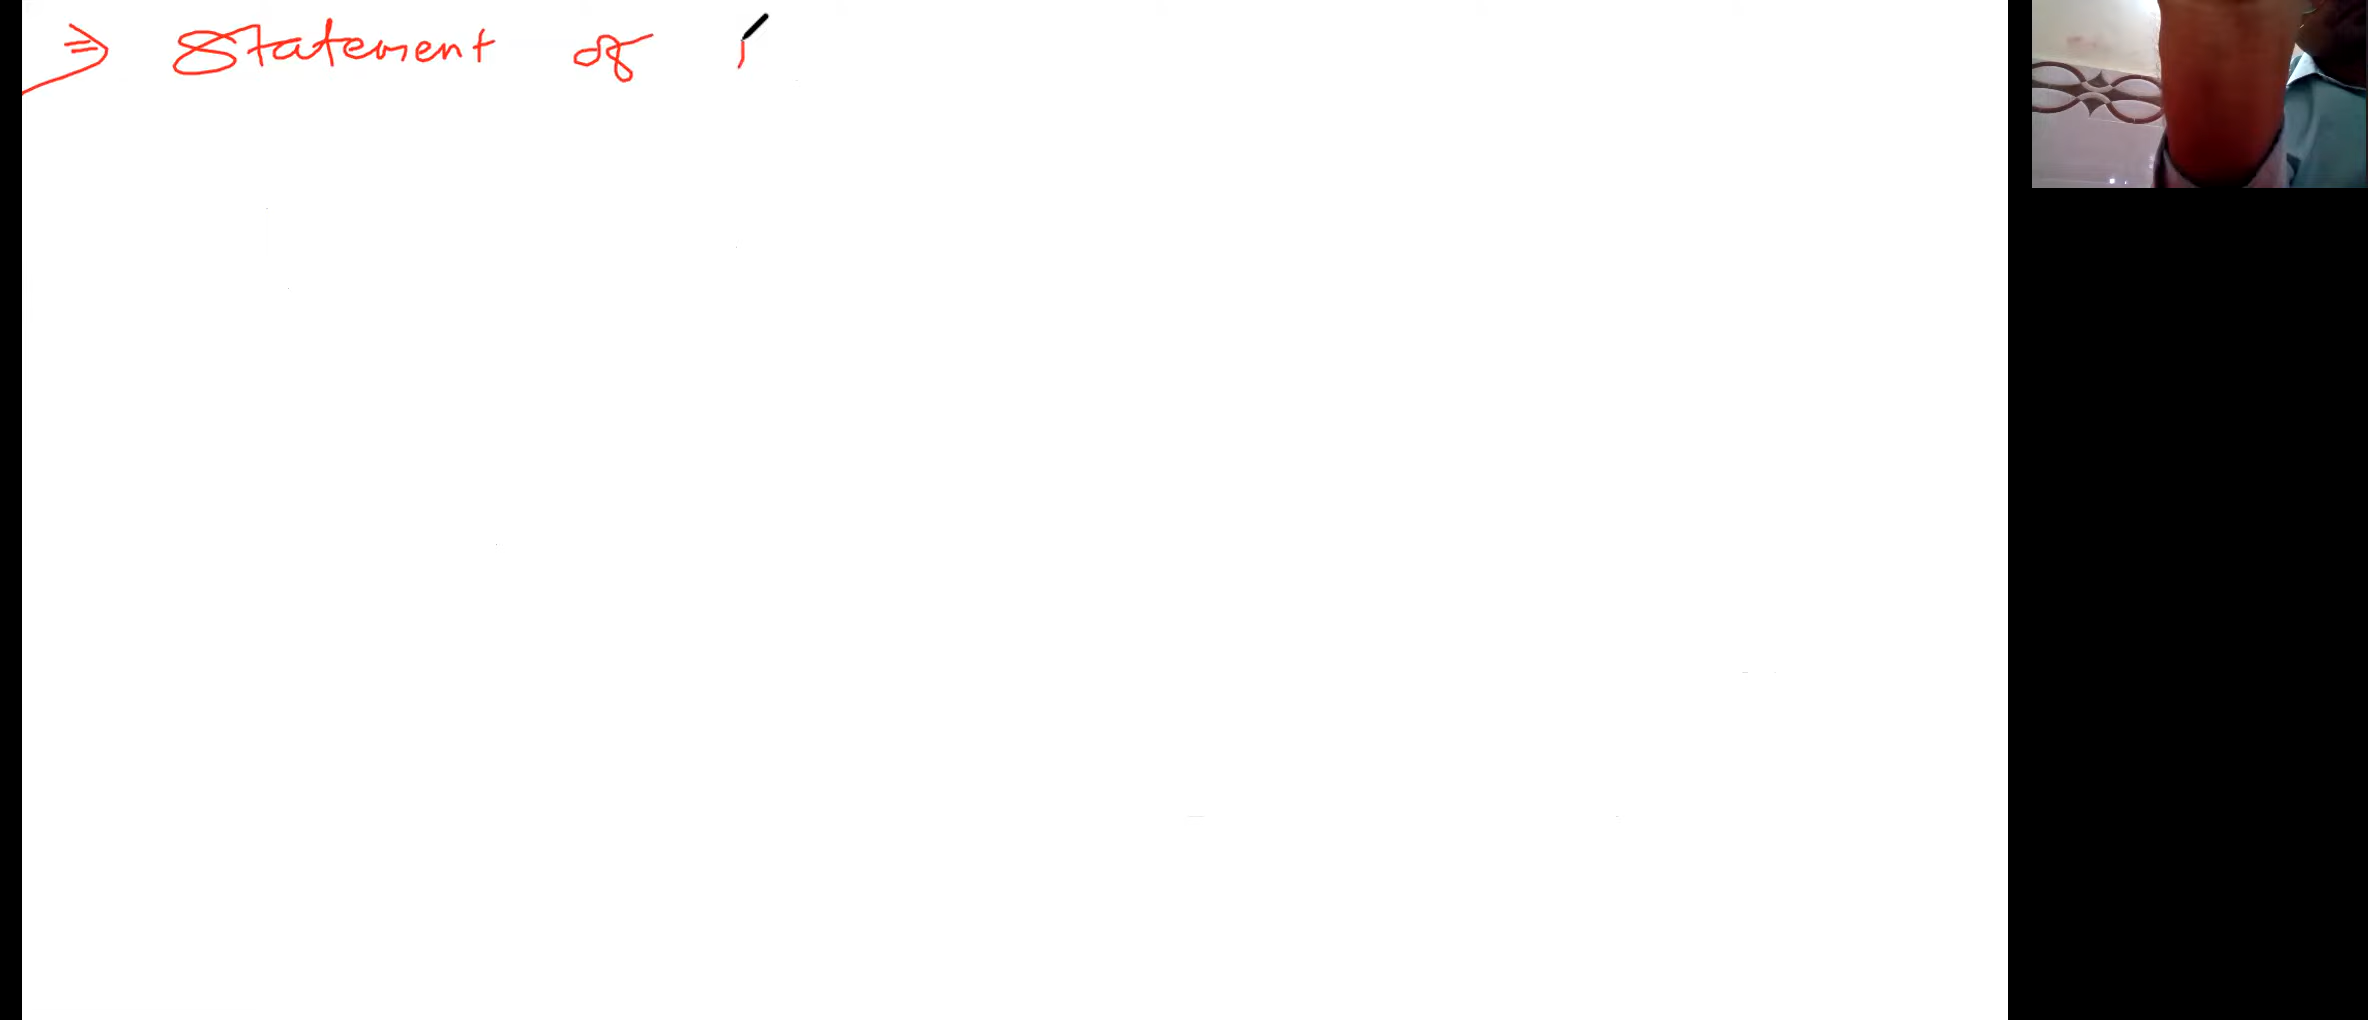 ⇒ Statement of